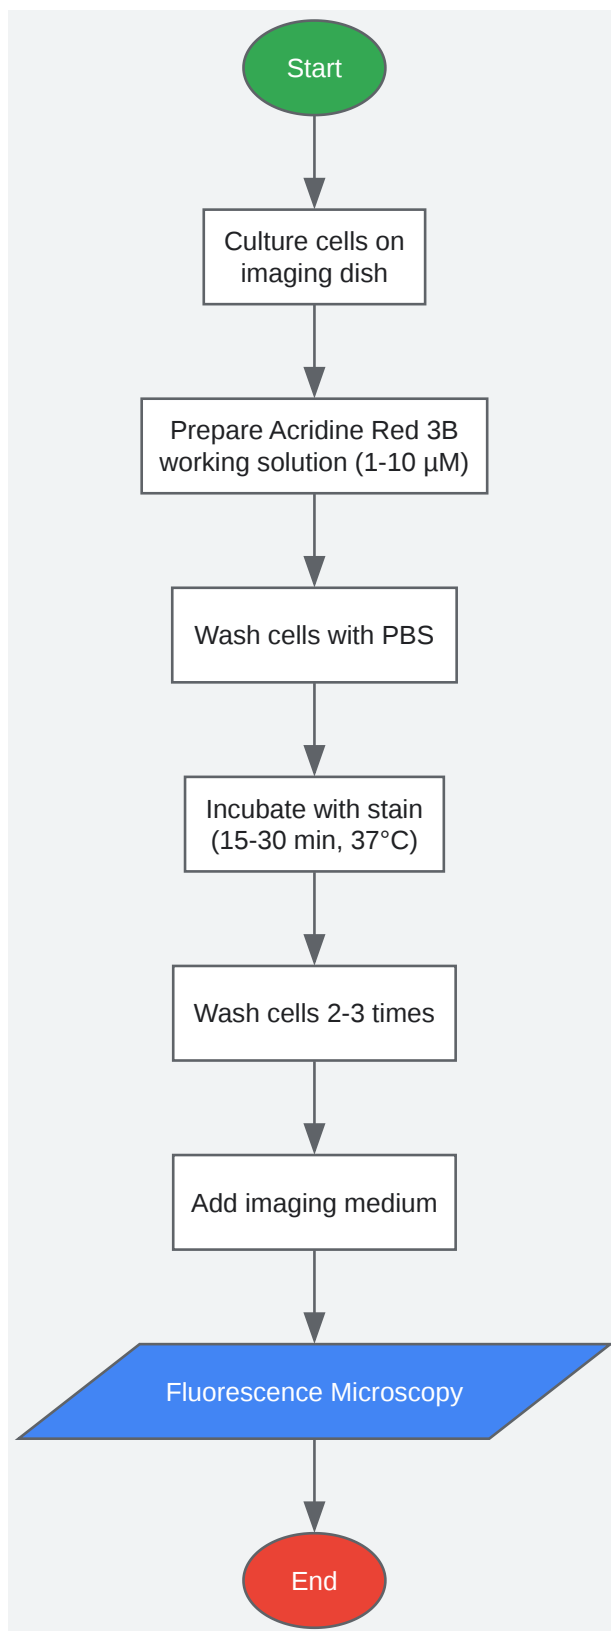 Start
Culture cells on
imaging dish
Prepare Acridine Red 3B
working solution (1-10 µM)
Wash cells with PBS
Incubate with stain
(15-30 min, 37°C)
Wash cells 2-3 times
Add imaging medium
Fluorescence Microscopy
End